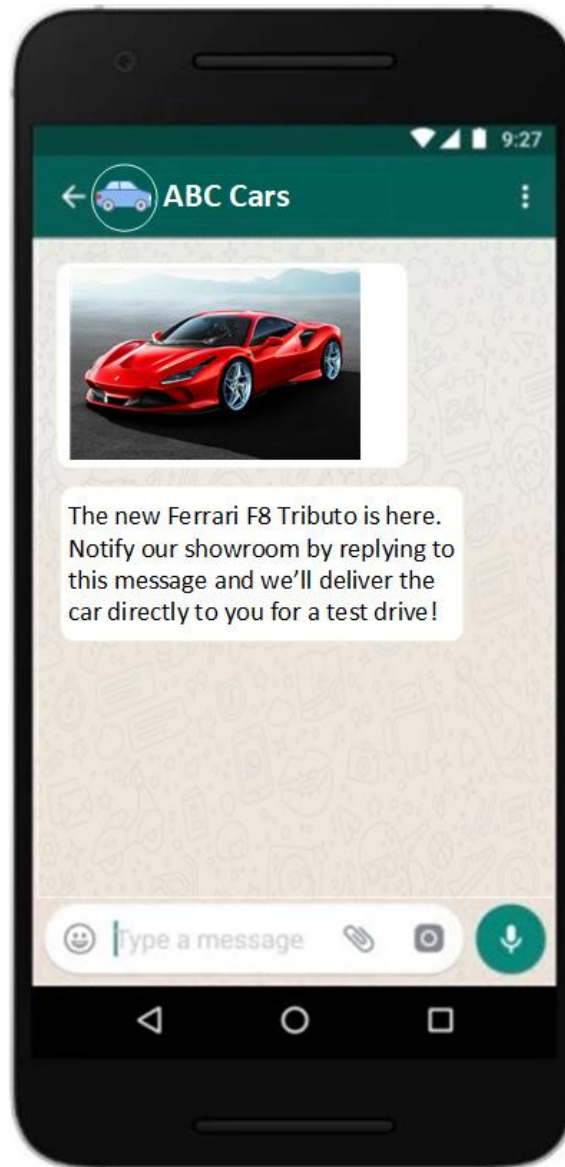 9:27
ABC Cars
The new Ferrari F8 Tributo is here.
Notify our showroom by replying to
this message and we’ll deliver the
car directly to you for a test drive!
Type a message